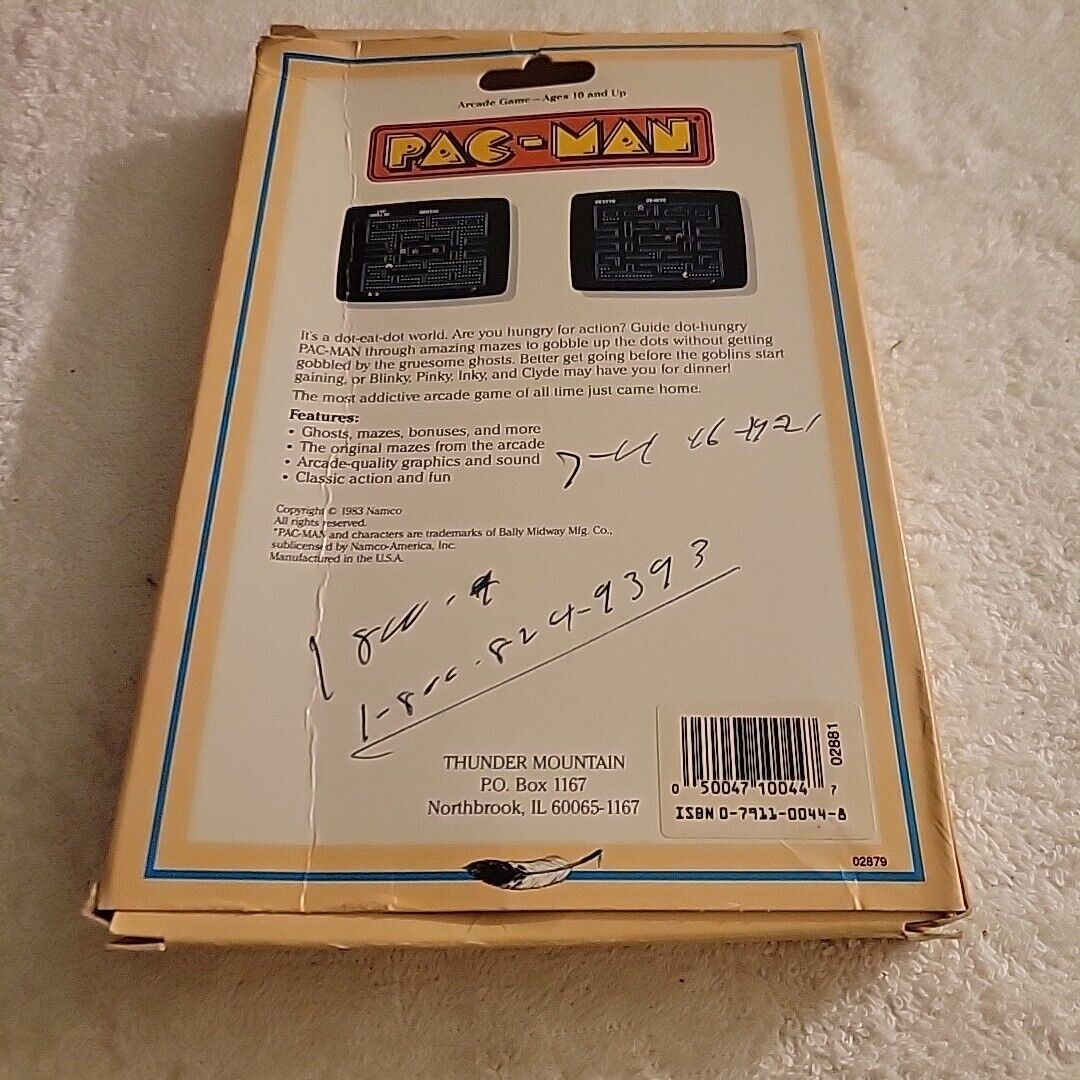 Arcade Game—Ages 10 and Up
PAC-MAN®
It's a dot-eat-dot world. Are you hungry for action? Guide dot-hungry
PAC-MAN through amazing mazes to gobble up the dots without getting
gobbled by the gruesome ghosts. Better get going before the goblins start
gaining, or Blinky, Pinky, Inky, and Clyde may have you for dinner!
The most addictive arcade game of all time just came home.
Features:
• Ghosts, mazes, bonuses, and more
• The original mazes from the arcade
• Arcade-quality graphics and sound
• Classic action and fun
Copyright © 1983 Namco
All rights reserved.
*PAC-MAN and characters are trademarks of Bally Midway Mfg. Co.,
sublicensed by Namco-America, Inc.
Manufactured in the U.S.A.
1 800-
1-800-824-9393
THUNDER MOUNTAIN
P.O. Box 1167
Northbrook, IL 60065-1167
02881
0 50047 10044 7
ISBN 0-7911-0044-8
02879